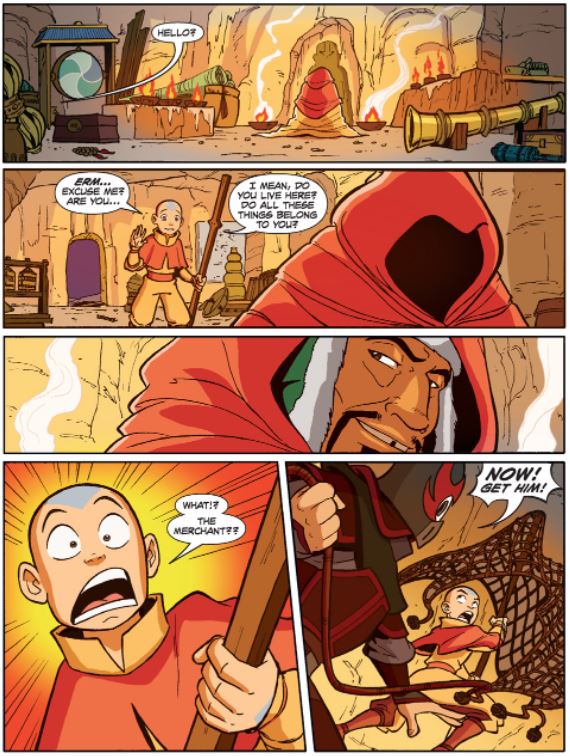 HELLO?
ERM...
EXCUSE ME?
ARE YOU...
I MEAN, DO
YOU LIVE HERE?
DO ALL THESE
THINGS BELONG
TO YOU?
WHAT!?
THE
MERCHANT??
NOW!
GET HIM!